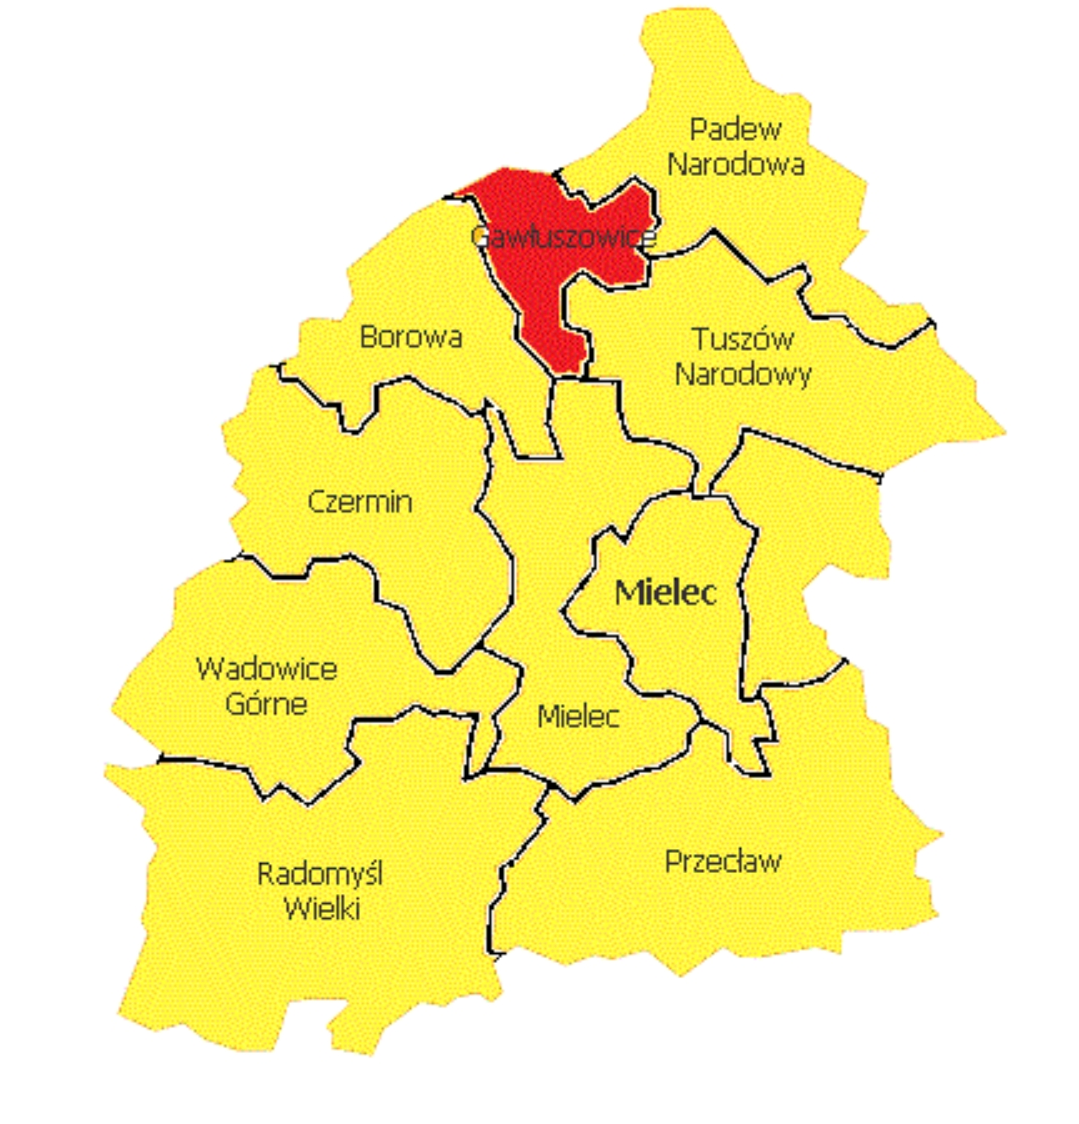 Padew
Narodowa
Gawłuszowice
Borowa
Tuszów
Narodowy
Czermin
Mielec
Wadowice
Górne
Mielec
Radomyśl
Wielki
Przecław